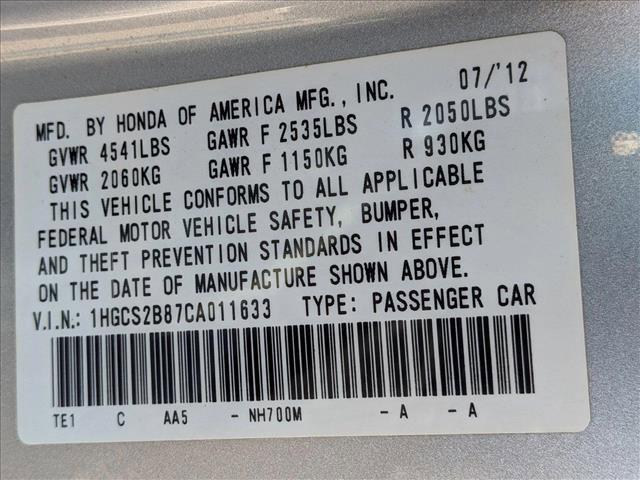 MFD. BY HONDA OF AMERICA MFG., INC. 07/'12
GVWR 4541LBS GAWR F 2535LBS R 2050LBS
GVWR 2060KG GAWR F 1150KG R 930KG
THIS VEHICLE CONFORMS TO ALL APPLICABLE
FEDERAL MOTOR VEHICLE SAFETY, BUMPER,
AND THEFT PREVENTION STANDARDS IN EFFECT
ON THE DATE OF MANUFACTURE SHOWN ABOVE.
V.I.N.: 1HGCS2B87CA011633 TYPE: PASSENGER CAR
TE1 C AA5 - NH700M - A - A